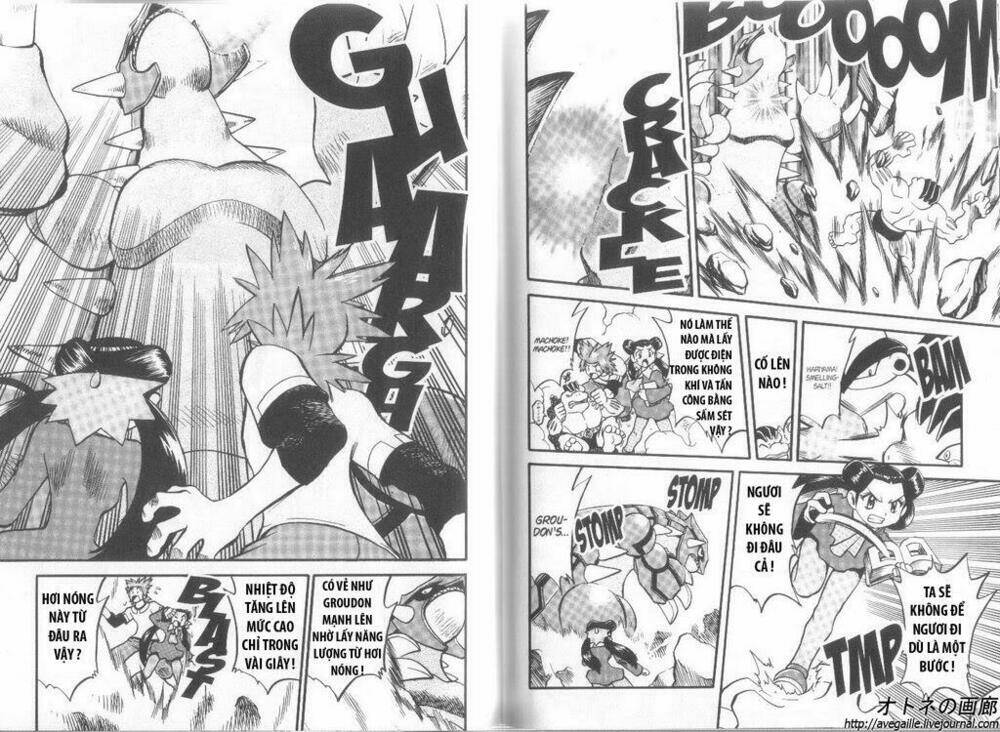 BOOOOOM
CRACKLE
BAM
HARIYAMA!
SMELLING-
SALT!!
CỐ LÊN
NÀO !
NÓ LÀM THẾ
NÀO MÀ LẤY
ĐƯỢC ĐIỆN
TRONG KHÔNG
KHÍ VÀ TẤN
CÔNG BẰNG
SẤM SÉT
VẬY ?
MACHOKE!
MACHOKE!!
NGƯƠI
SẼ
KHÔNG
ĐI ĐÂU
CẢ !
TA SẼ
KHÔNG ĐỂ
NGƯƠI ĐI
DÙ LÀ MỘT
BƯỚC !
TMP
STOMP
STOMP
GROU-
DON'S...
CÓ VẺ NHƯ
GROUDON
MẠNH LÊN
NHỜ LẤY NĂNG
LƯỢNG TỪ HƠI
NÓNG !
NHIỆT ĐỘ
TĂNG LÊN
MỨC CAO
CHỈ TRONG
VÀI GIÂY !
BLAST
HƠI NÓNG
NÀY TỪ
ĐÂU RA
VẬY ?
オトネの画廊
http://avegaille.livejournal.com